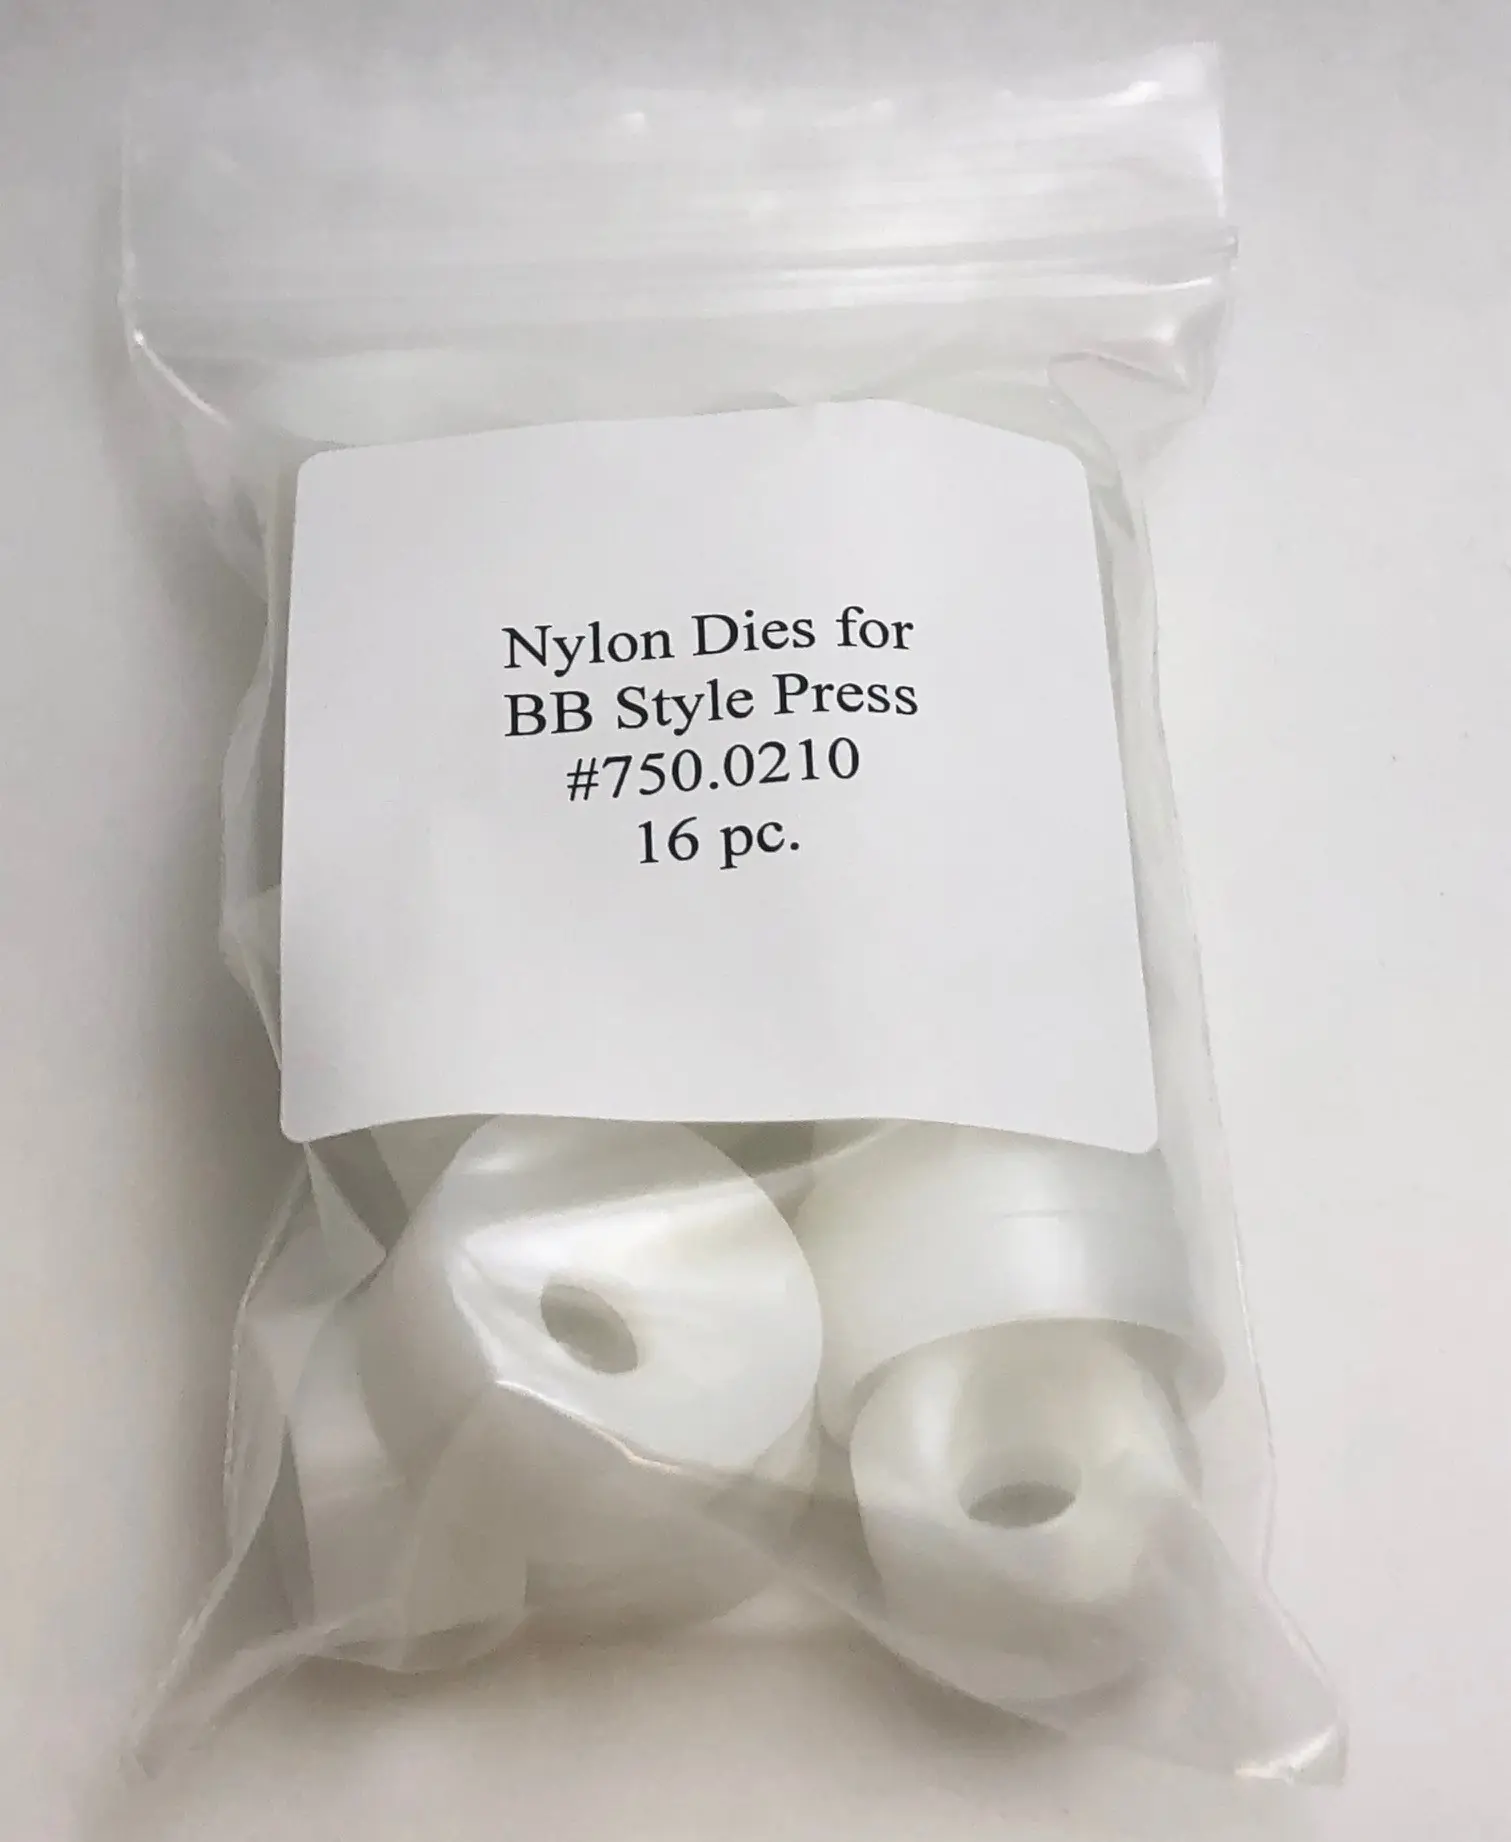 Nylon Dies for
BB Style Press
#750.0210
16 pc.